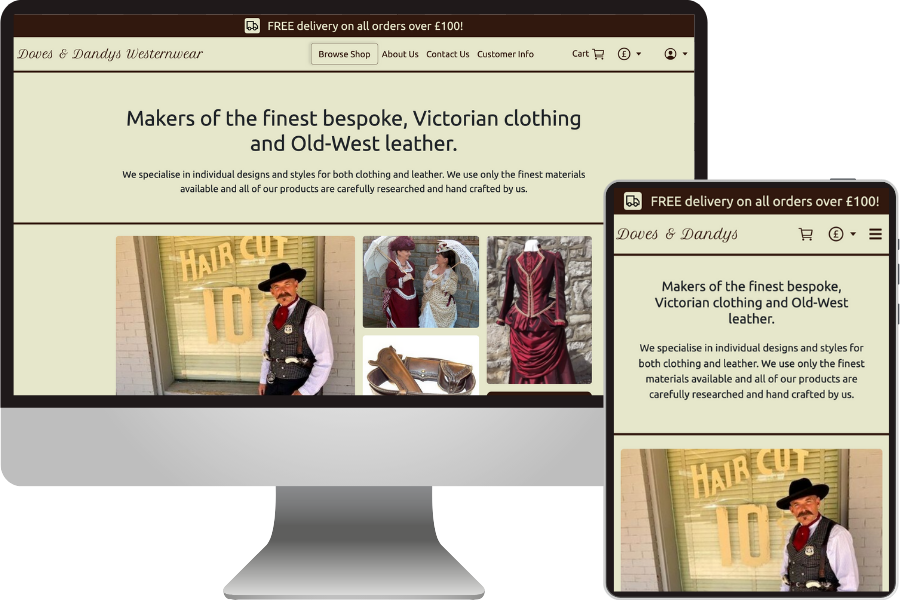 FREE delivery on all orders over £100!
Doves & Dandys Westernwear
Browse Shop About Us Contact Us Customer Info
Cart £
Makers of the finest bespoke, Victorian clothing
and Old-West leather.
We specialise in individual designs and styles for both clothing and leather. We use only the finest materials
available and all of our products are carefully researched and hand crafted by us.
HAIR CUT
10
FREE delivery on all orders over £100!
Doves & Dandys
£
Makers of the finest bespoke,
Victorian clothing and Old-West
leather.
We specialise in individual designs and styles for
both clothing and leather. We use only the finest
materials available and all of our products are
carefully researched and hand crafted by us.
HAIR CUT
10